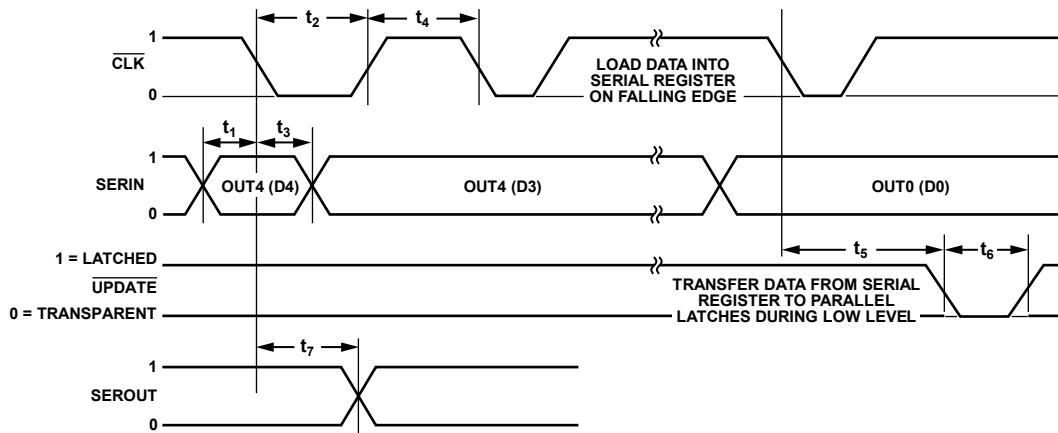 t2
t4
1
CLK
0
LOAD DATA INTO
SERIAL REGISTER
ON FALLING EDGE
t1
t3
1
SERIN
0
OUT4 (D4)
OUT4 (D3)
OUT0 (D0)
t5
t6
1 = LATCHED
UPDATE
0 = TRANSPARENT
TRANSFER DATA FROM SERIAL
REGISTER TO PARALLEL
LATCHES DURING LOW LEVEL
t7
1
SEROUT
0